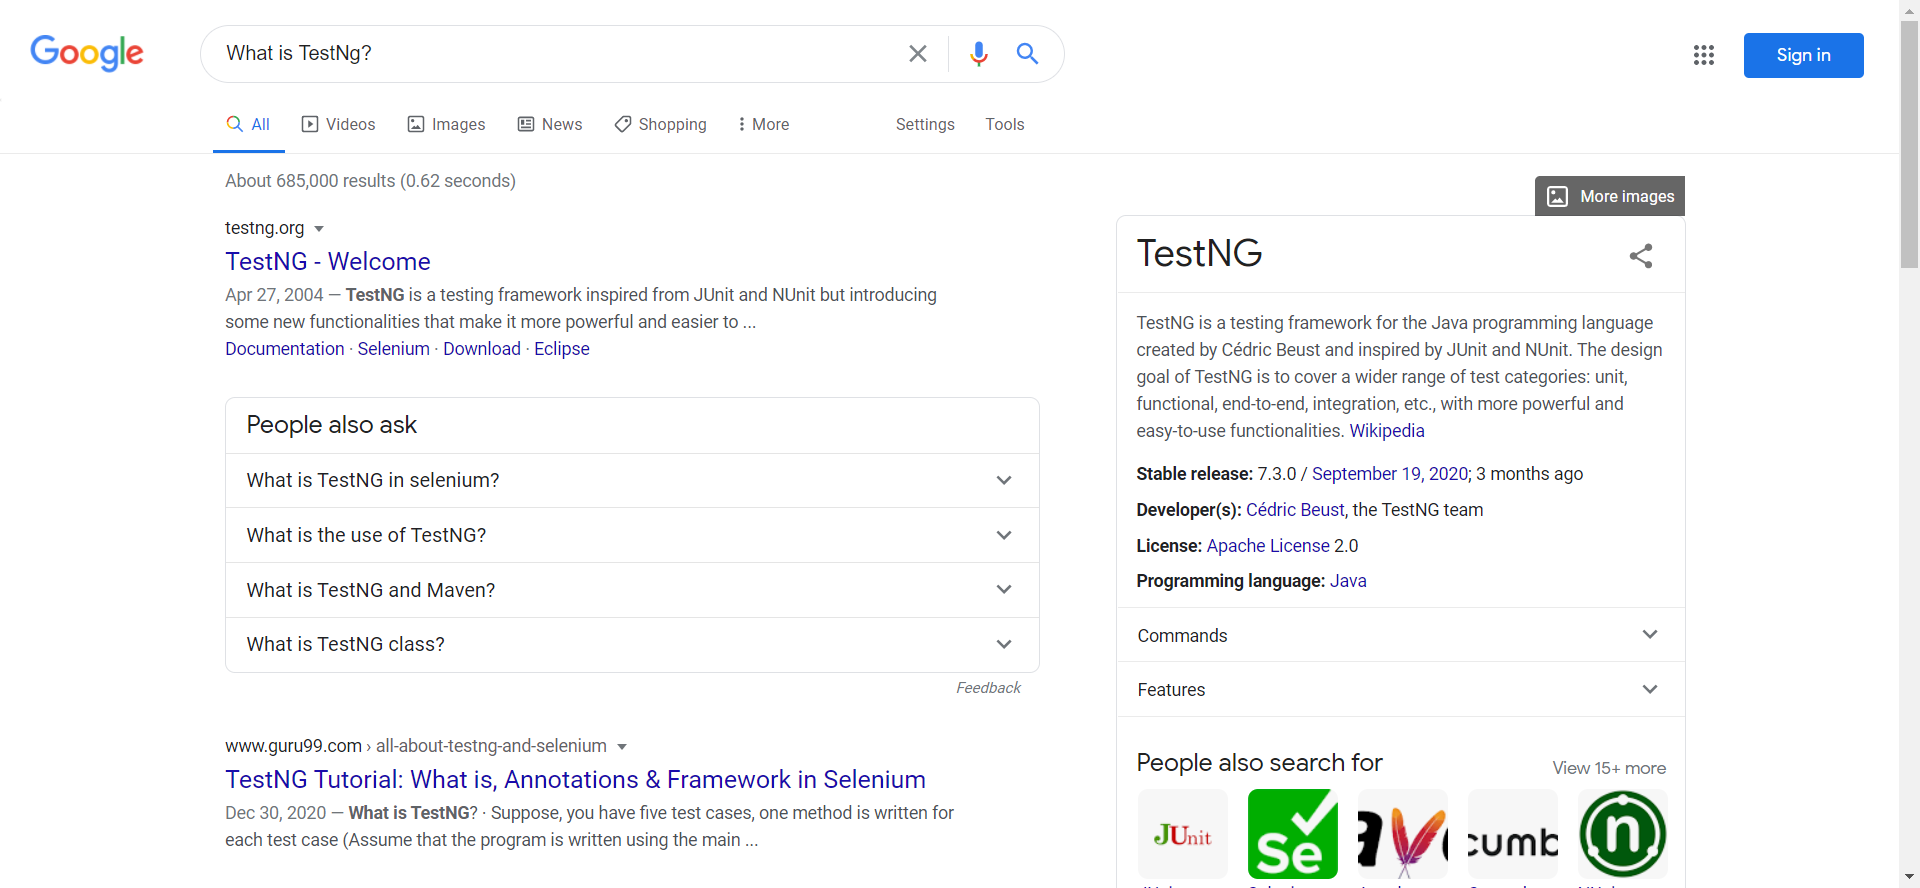 Google
What is TestNg?
Sign in
All
Videos
Images
News
Shopping
More
Settings
Tools
About 685,000 results (0.62 seconds)
testng.org
TestNG - Welcome
Apr 27, 2004 — TestNG is a testing framework inspired from JUnit and NUnit but introducing
some new functionalities that make it more powerful and easier to ...
Documentation · Selenium · Download · Eclipse
People also ask
What is TestNG in selenium?
What is the use of TestNG?
What is TestNG and Maven?
What is TestNG class?
Feedback
www.guru99.com › all-about-testng-and-selenium
TestNG Tutorial: What is, Annotations & Framework in Selenium
Dec 30, 2020 — What is TestNG? · Suppose, you have five test cases, one method is written for
each test case (Assume that the program is written using the main ...
More images
TestNG
TestNG is a testing framework for the Java programming language
created by Cédric Beust and inspired by JUnit and NUnit. The design
goal of TestNG is to cover a wider range of test categories: unit,
functional, end-to-end, integration, etc., with more powerful and
easy-to-use functionalities. Wikipedia
Stable release: 7.3.0 / September 19, 2020; 3 months ago
Developer(s): Cédric Beust, the TestNG team
License: Apache License 2.0
Programming language: Java
Commands
Features
People also search for
View 15+ more
JUnit
Se
cumb
n